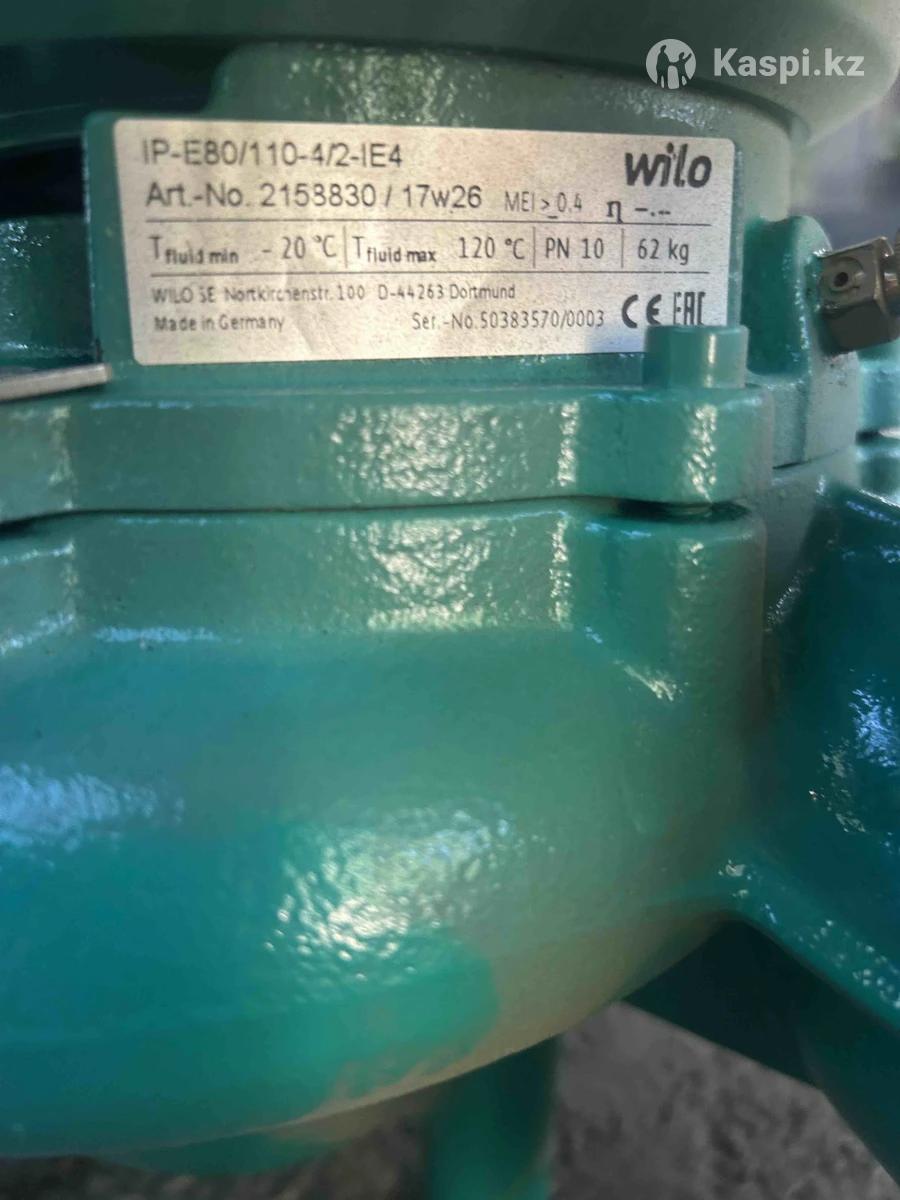 Kaspi.kz
IP-E80/110-4/2-IE4
wilo
Art.-No. 2158830 / 17w26 MEI ≥ 0.4 η -.--
Tfluid min - 20 °C Tfluid max 120 °C PN 10 62 kg
WILO SE Nortkirchenstr. 100 D-44263 Dortmund
Made in Germany Ser.-No.50383570/0003 CE EAC